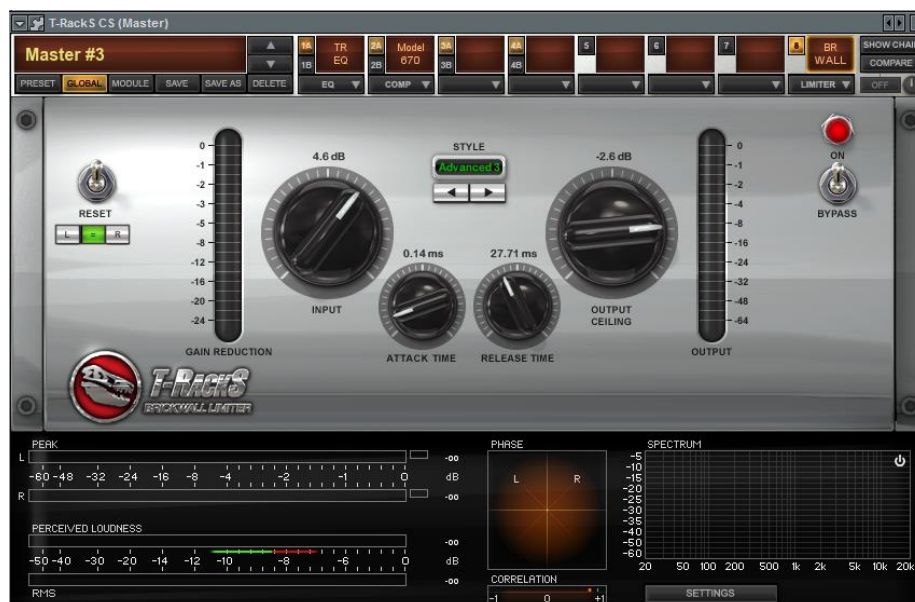 T-RackS CS (Master)
Master #3
1A TR EQ 2A Model 670 3A 4A 5 6 7 8 BR WALL
1B 2B 3B 4B
SHOW CHAI
COMPARE
PRESET GLOBAL MODULE SAVE SAVE AS DELETE EQ COMP LIMITER OFF
RESET
L = R
0
-1
-2
-3
-5
-8
-12
-16
-20
-24
GAIN REDUCTION
4.6 dB
INPUT
STYLE
Advanced 3
0.14 ms
ATTACK TIME
27.71 ms
RELEASE TIME
-2.6 dB
OUTPUT
CEILING
0
-1
-2
-4
-8
-16
-24
-32
-48
-64
OUTPUT
ON
BYPASS
T-RackS
BRICKWALL LIMITER
PEAK
L -oo
-60 -48 -32 -24 -16 -8 -4 -2 -1 0 dB
R -oo
PERCEIVED LOUDNESS
-oo
-50 -40 -30 -20 -14 -12 -10 -8 -6 0 dB
-oo
RMS
PHASE
L R
CORRELATION
-1 0 +1
SPECTRUM
-5
-10
-15
-20
-25
-30
-35
-40
-50
-60
20 50 100 200 500 1k 2k 5k 10k 20k
SETTINGS